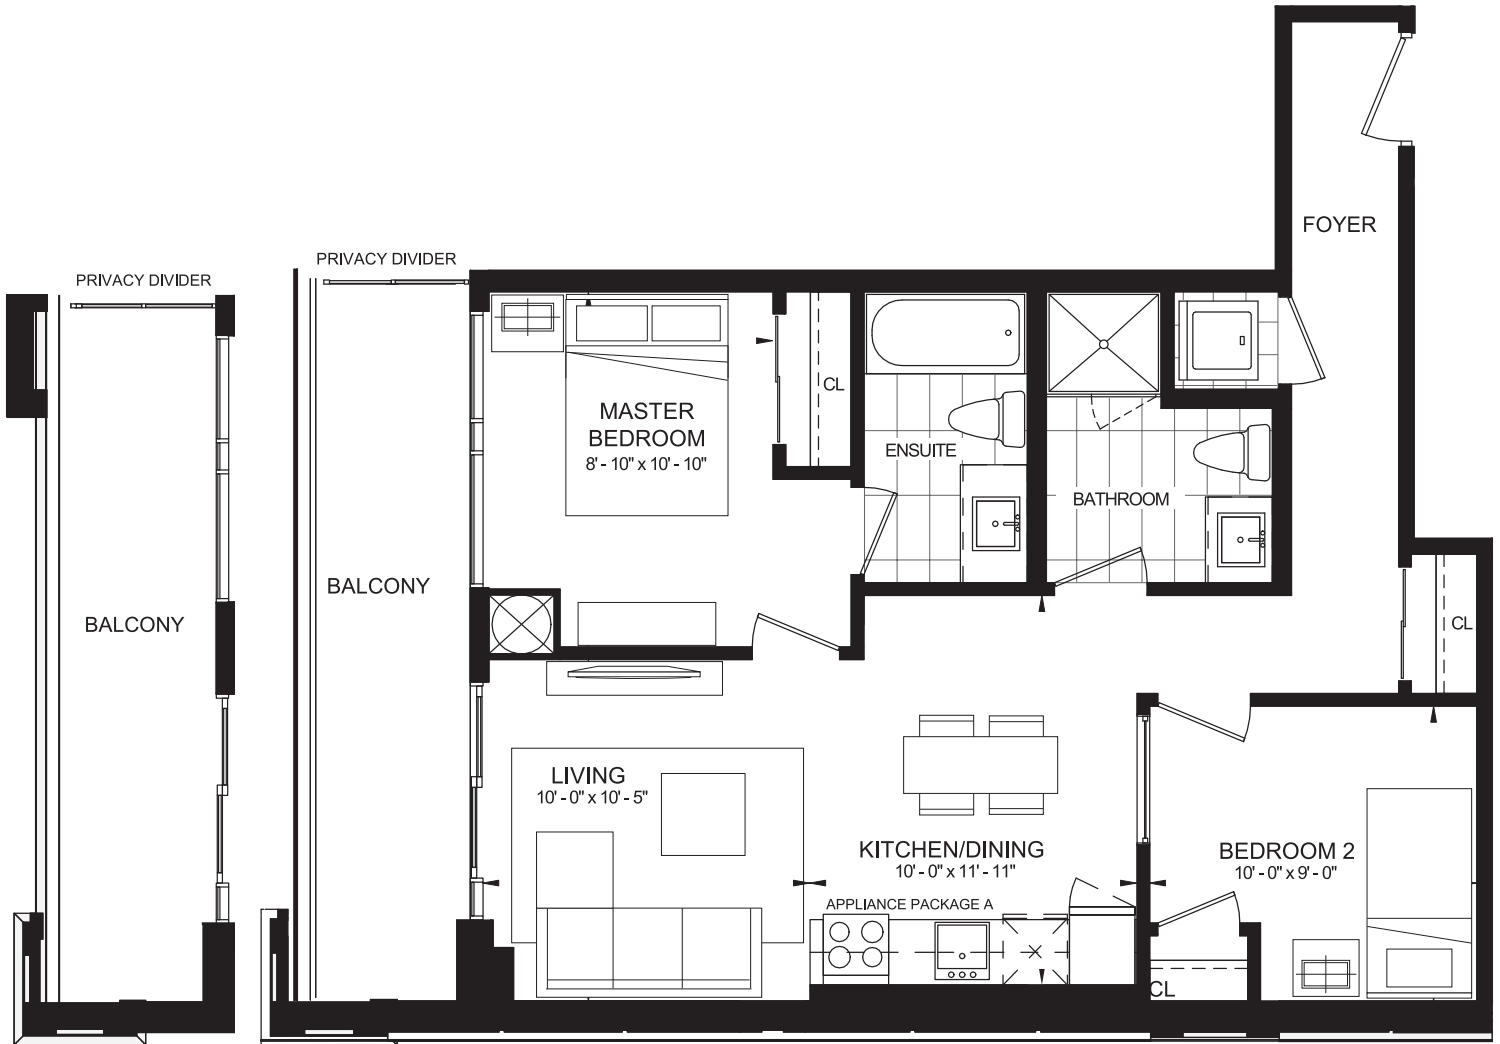 FOYER
PRIVACY DIVIDER
PRIVACY DIVIDER
CL
MASTER
BEDROOM
8' - 10" x 10' - 10"
ENSUITE
BATHROOM
BALCONY
BALCONY
CL
LIVING
10' - 0" x 10' - 5"
KITCHEN/DINING
10' - 0" x 11' - 11"
BEDROOM 2
10' - 0" x 9' - 0"
APPLIANCE PACKAGE A
CL